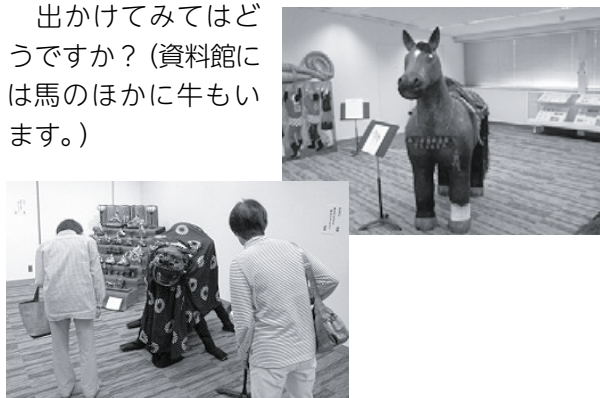 出かけてみてはど
うですか？（資料館に
は馬のほかに牛もい
ます。）